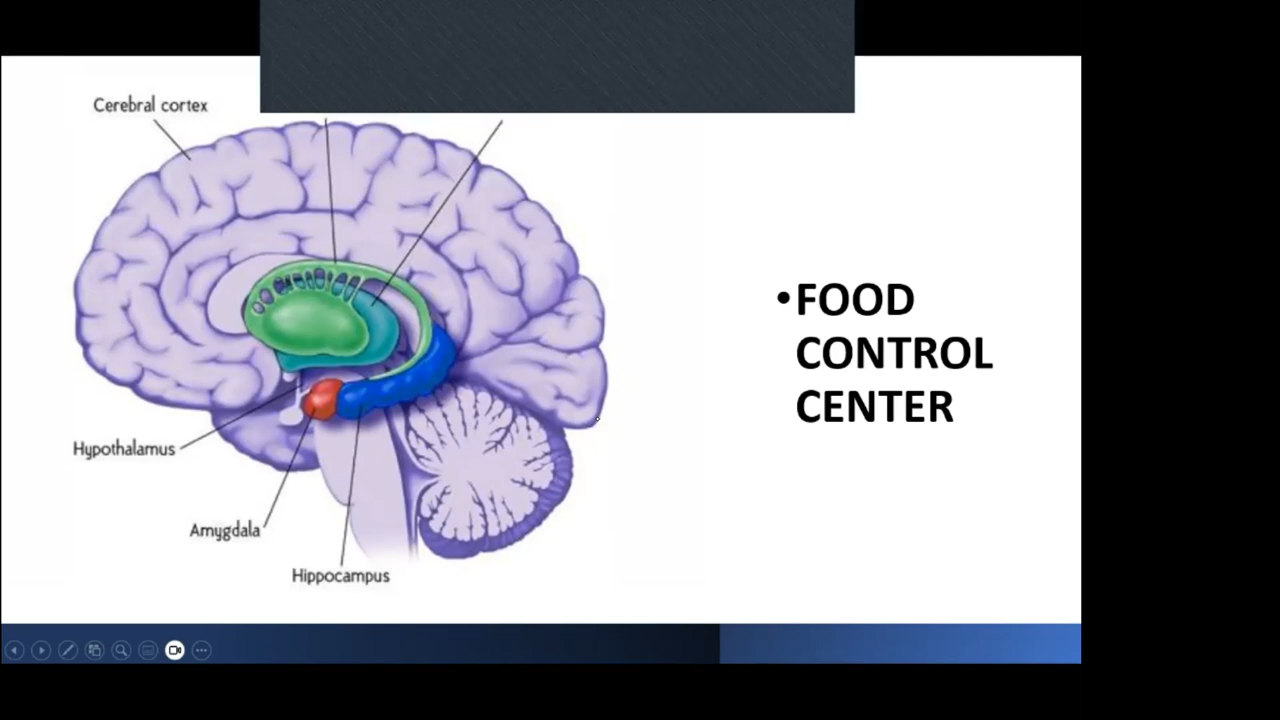 Cerebral cortex
•FOOD
CONTROL
CENTER
Hypothalamus
Amygdala
Hippocampus